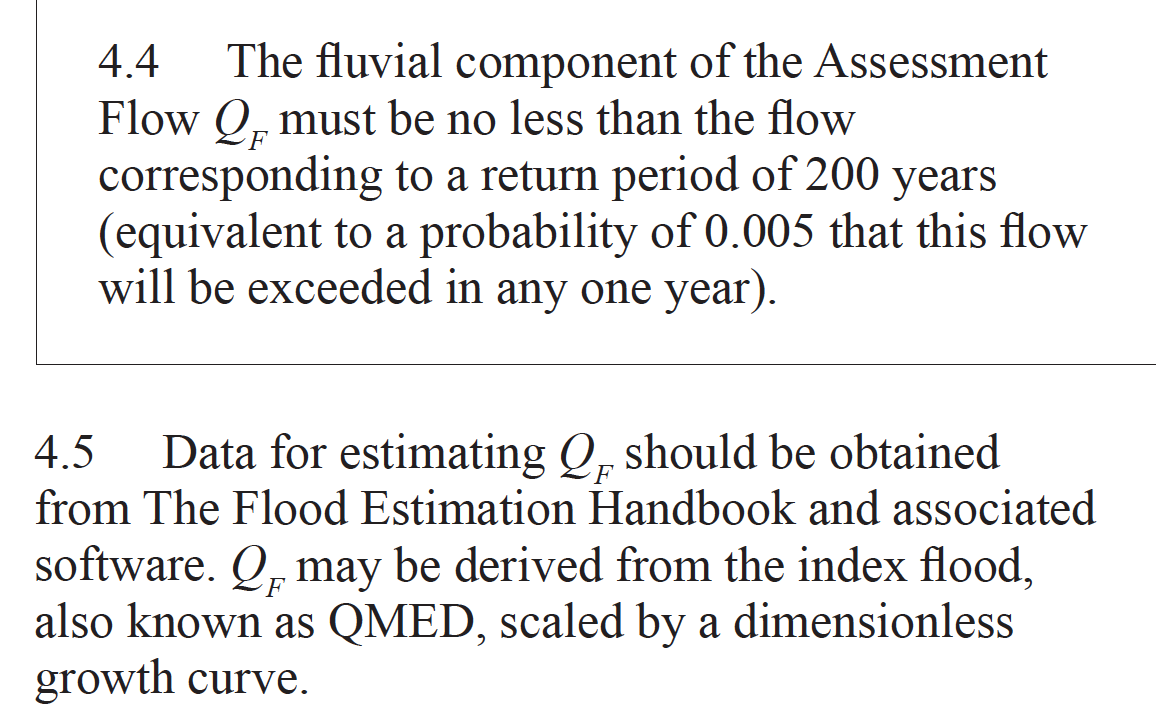 4.4 The fluvial component of the Assessment
Flow Q_F must be no less than the flow
corresponding to a return period of 200 years
(equivalent to a probability of 0.005 that this flow
will be exceeded in any one year).
4.5 Data for estimating Q_F should be obtained
from The Flood Estimation Handbook and associated
software. Q_F may be derived from the index flood,
also known as QMED, scaled by a dimensionless
growth curve.